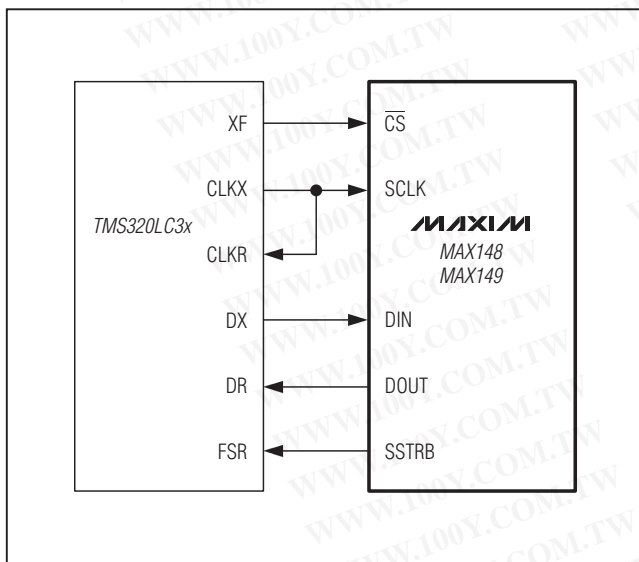 WWW.100Y.COM.TW
XF
CS
CLKX
SCLK
TMS320LC3x
MAXIM
CLKR
MAX148
MAX149
DX
DIN
DR
DOUT
FSR
SSTRB